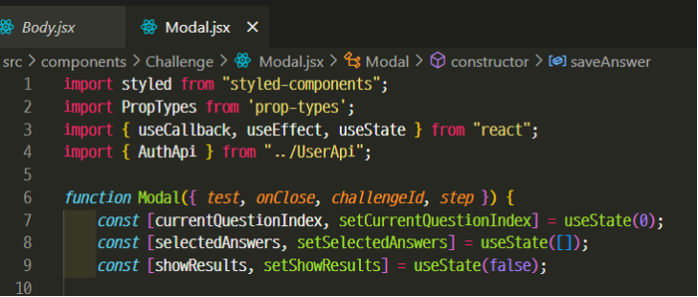 Body.jsx Modal.jsx ×
src > components > Challenge > Modal.jsx > Modal > constructor > saveAnswer
1 import styled from "styled-components";
2 import PropTypes from 'prop-types';
3 import { useCallback, useEffect, useState } from "react";
4 import { AuthApi } from "../UserApi";
5
6 function Modal({ test, onClose, challengeId, step }) {
7 const [currentQuestionIndex, setCurrentQuestionIndex] = useState(0);
8 const [selectedAnswers, setSelectedAnswers] = useState([]);
9 const [showResults, setShowResults] = useState(false);
10